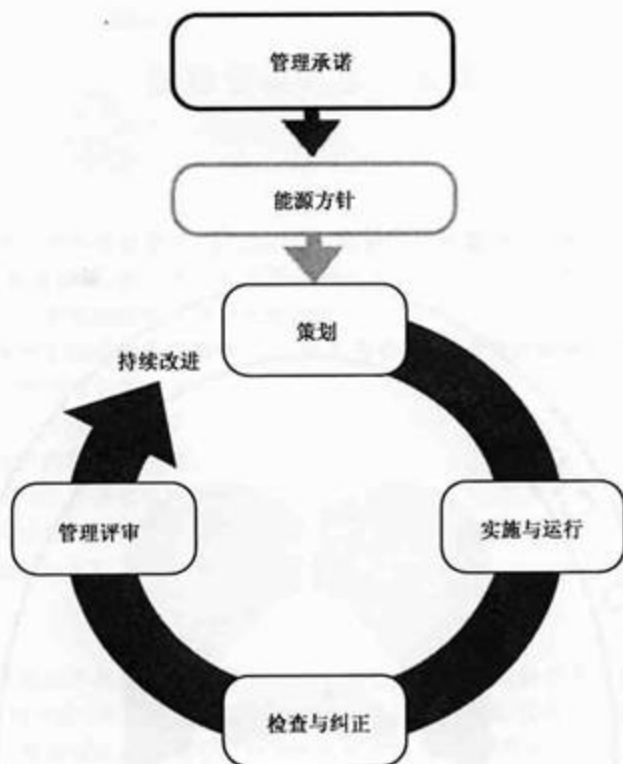 管理承诺
能源方针
策划
持续改进
管理评审
实施与运行
检查与纠正